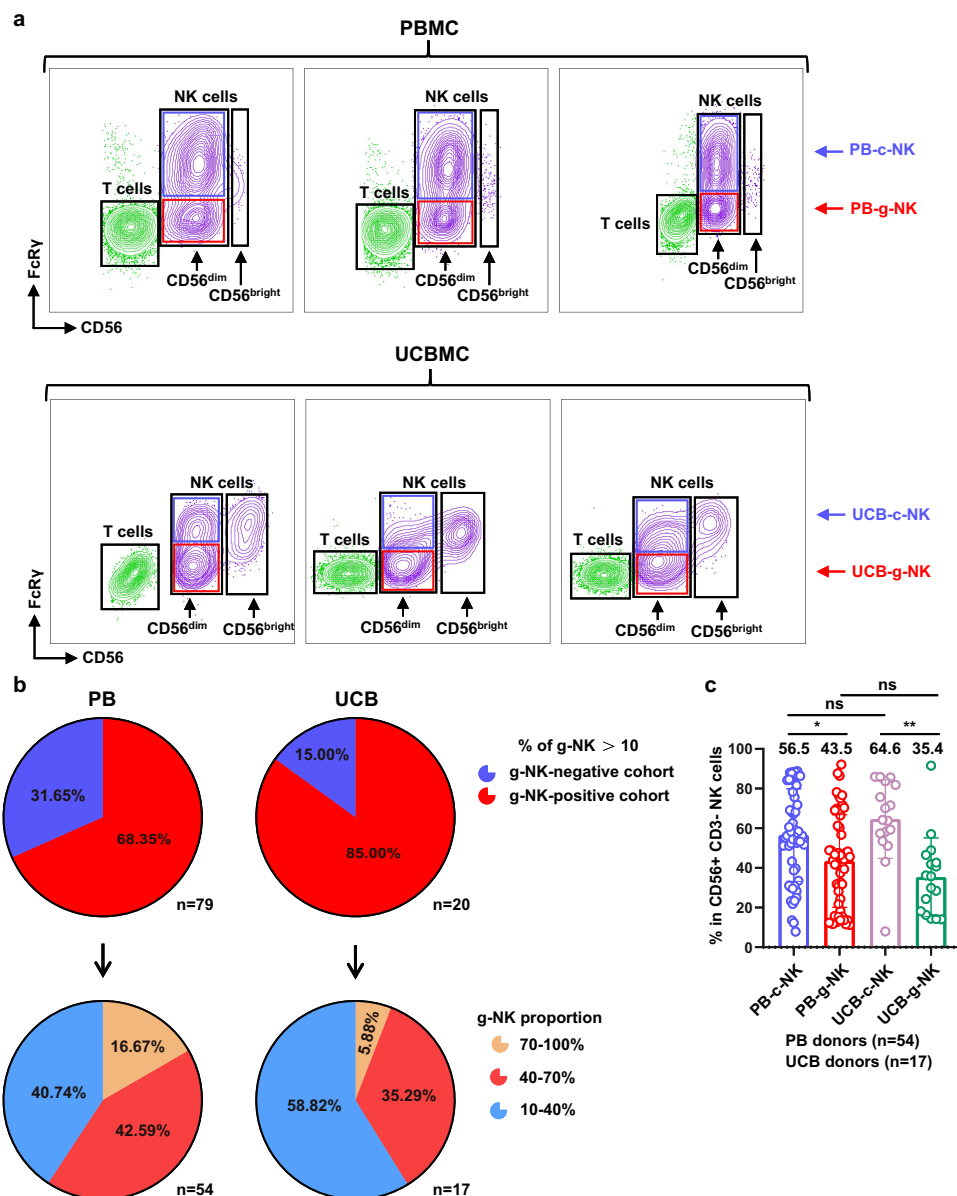 a
PBMC
NK cells
NK cells
NK cells
PB-c-NK
T cells
T cells
PB-g-NK
T cells
FcRγ
CD56dim
CD56dim
CD56dim
CD56bright
CD56bright
CD56bright
CD56
UCBMC
NK cells
NK cells
NK cells
UCB-c-NK
T cells
T cells
T cells
UCB-g-NK
FcRγ
CD56dim
CD56bright
CD56dim
CD56bright
CD56dim
CD56bright
CD56
b
PB
UCB
31.65%
68.35%
n=79
15.00%
85.00%
n=20
% of g-NK > 10
g-NK-negative cohort
g-NK-positive cohort
16.67%
40.74%
42.59%
n=54
5.88%
35.29%
58.82%
n=17
g-NK proportion
70-100%
40-70%
10-40%
c
ns
ns
* **
56.5 43.5 64.6 35.4
% in CD56+ CD3- NK cells
100
80
60
40
20
0
PB-c-NK
PB-g-NK
UCB-c-NK
UCB-g-NK
PB donors (n=54)
UCB donors (n=17)